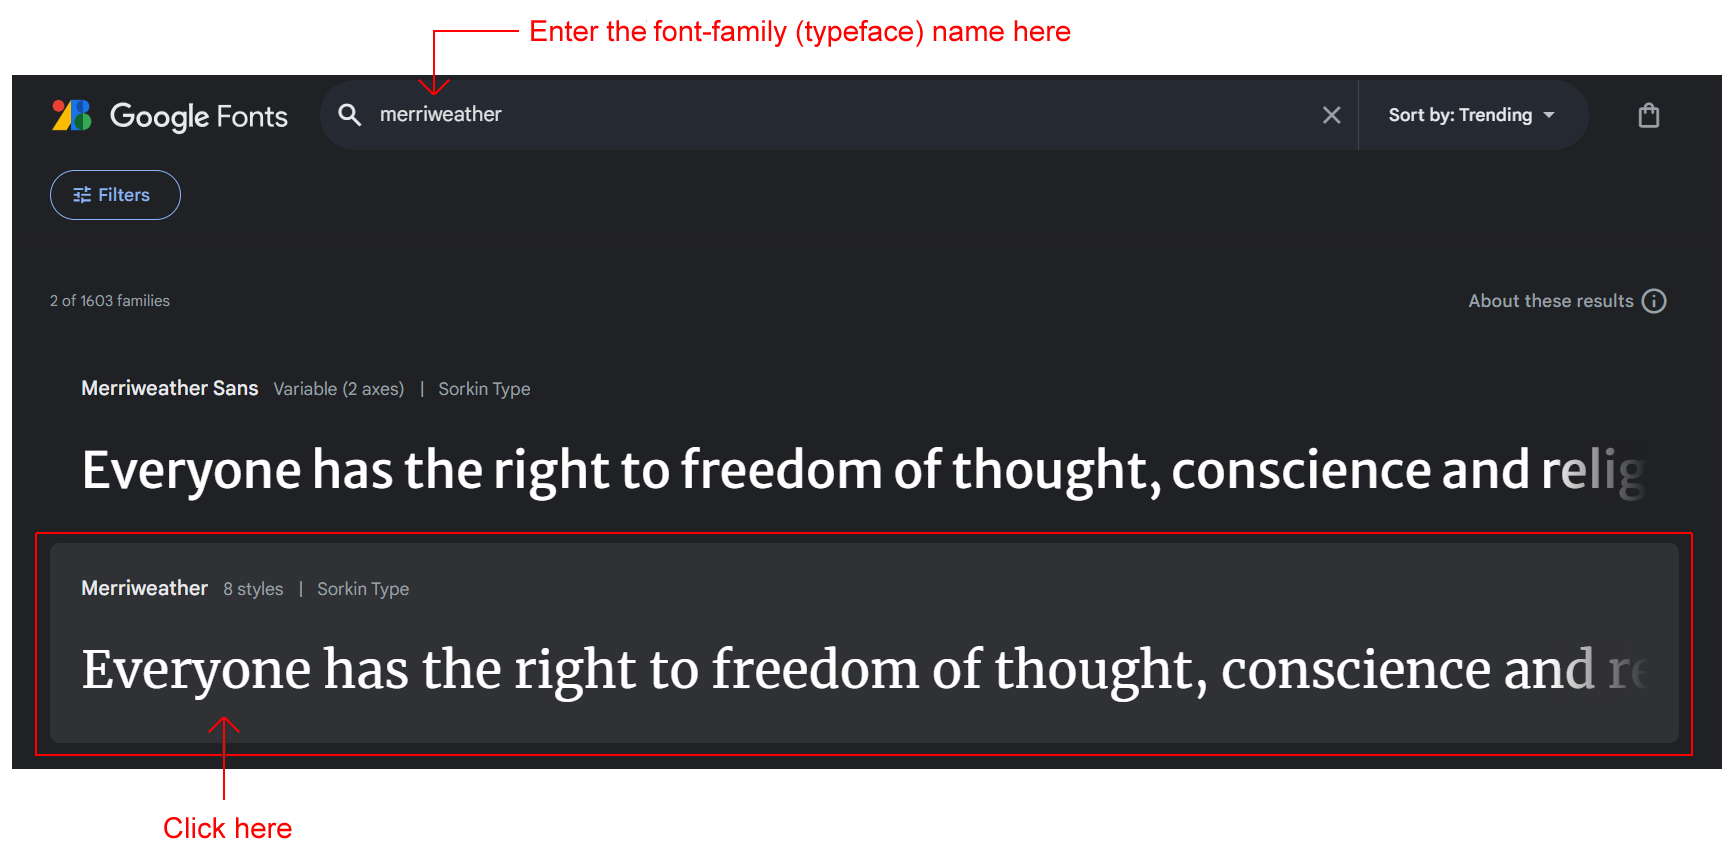 Enter the font-family (typeface) name here
Google Fonts
merriweather
Sort by: Trending
Filters
2 of 1603 families
About these results
Merriweather Sans Variable (2 axes) | Sorkin Type
Everyone has the right to freedom of thought, conscience and relig
Merriweather 8 styles | Sorkin Type
Everyone has the right to freedom of thought, conscience and re
Click here